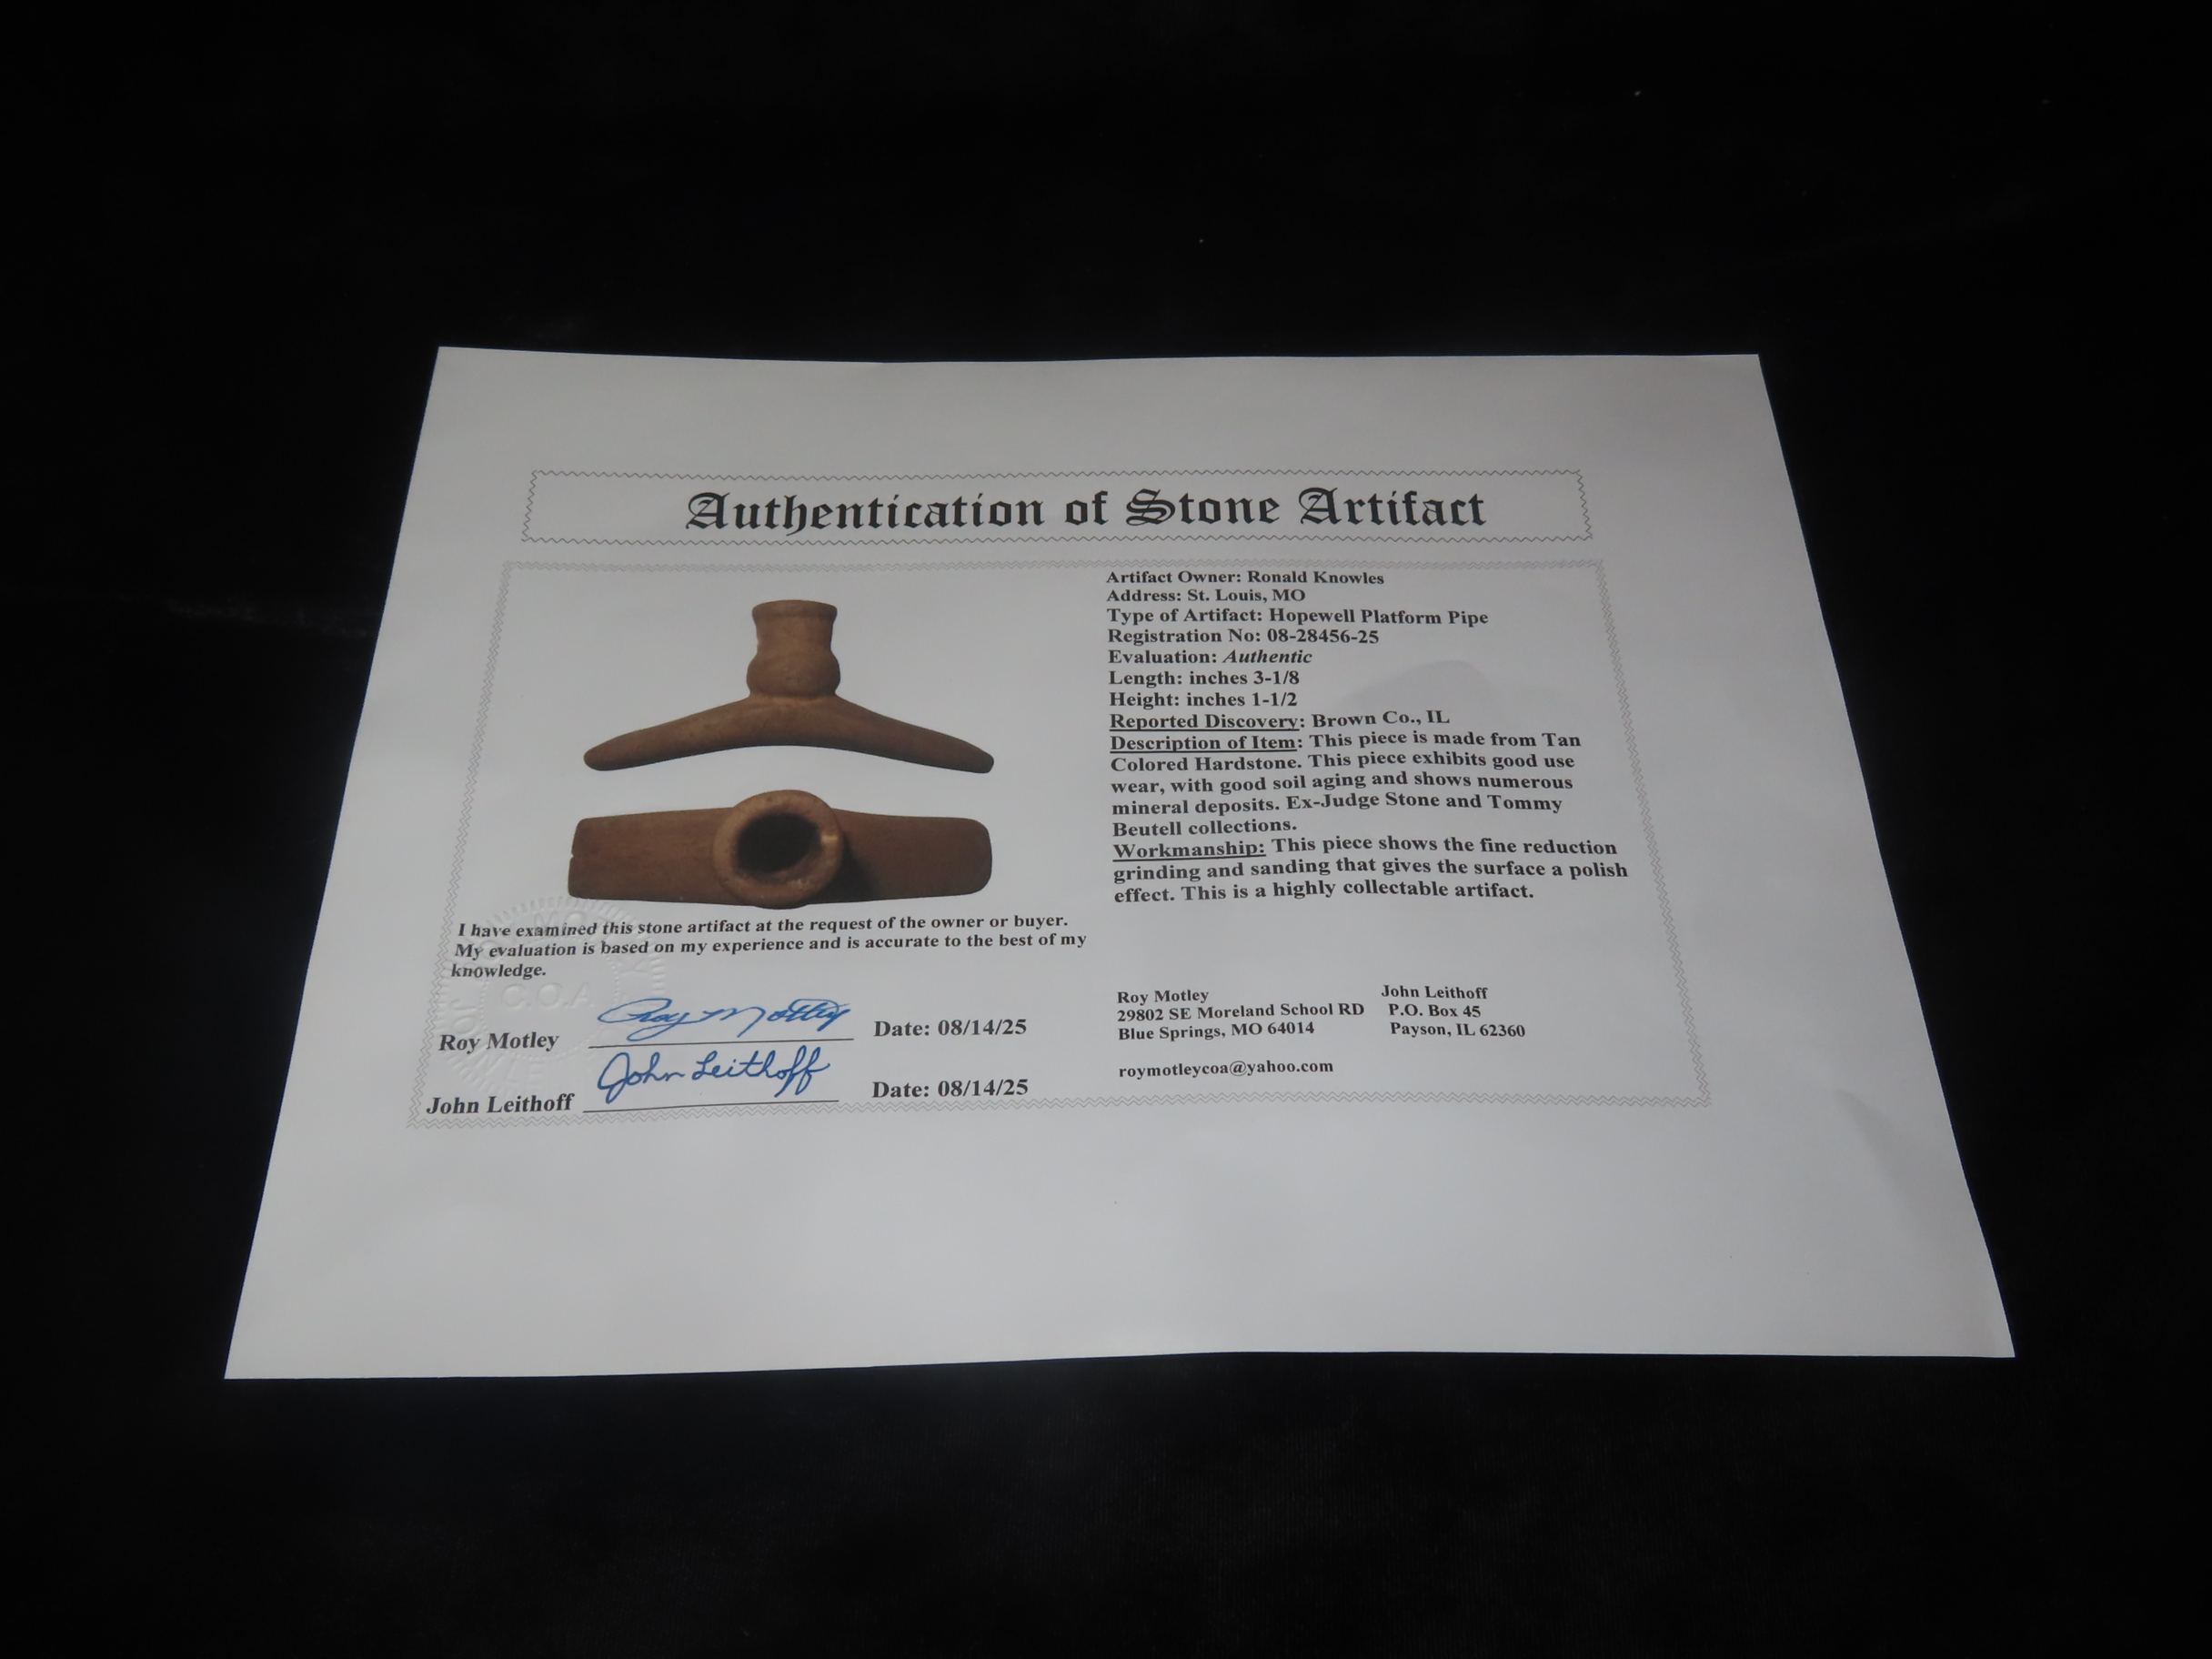 Authentication of Stone Artifact
Artifact Owner: Ronald Knowles
Address: St. Louis, MO
Type of Artifact: Hopewell Platform Pipe
Registration No: 08-28456-25
Evaluation: Authentic
Length: inches 3-1/8
Height: inches 1-1/2
Reported Discovery: Brown Co., IL
Description of Item: This piece is made from Tan
Colored Hardstone. This piece exhibits good use
wear, with good soil aging and shows numerous
mineral deposits. Ex-Judge Stone and Tommy
Beutell collections.
Workmanship: This piece shows the fine reduction
grinding and sanding that gives the surface a polish
effect. This is a highly collectable artifact.
I have examined this stone artifact at the request of the owner or buyer.
My evaluation is based on my experience and is accurate to the best of my
knowledge.
Roy Motley Roy Motley Date: 08/14/25
John Leithoff John Leithoff Date: 08/14/25
Roy Motley John Leithoff
29802 SE Moreland School RD P.O. Box 45
Blue Springs, MO 64014 Payson, IL 62360
roymotleycoa@yahoo.com